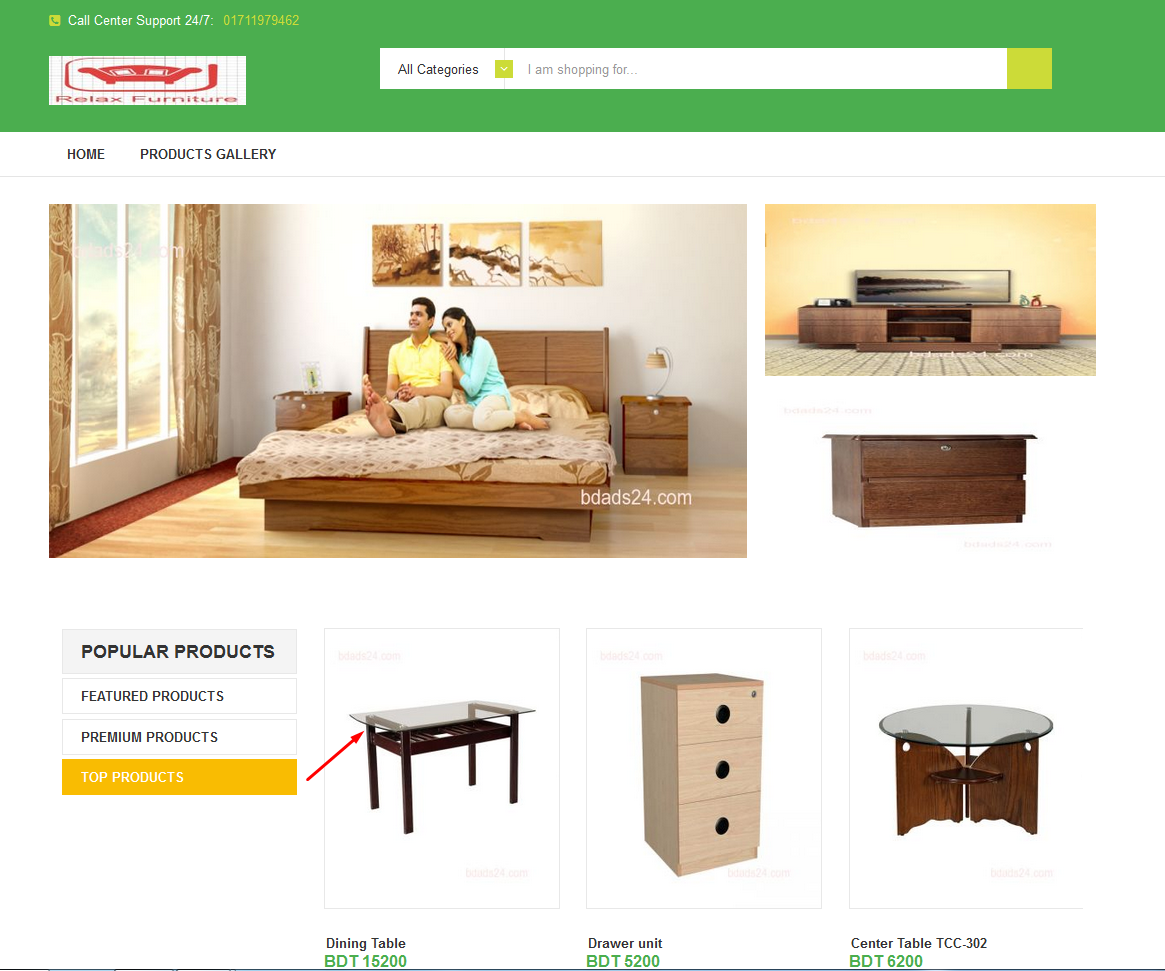 Call Center Support 24/7: 01711979462
Relax Furniture
All Categories
I am shopping for...
HOME
PRODUCTS GALLERY
bdads24.com
bdads24.com
bdads24.com
bdads24.com
bdads24.com
POPULAR PRODUCTS
FEATURED PRODUCTS
PREMIUM PRODUCTS
TOP PRODUCTS
bdads24.com
bdads24.com
bdads24.com
bdads24.com
bdads24.com
bdads24.com
Dining Table
BDT 15200
Drawer unit
BDT 5200
Center Table TCC-302
BDT 6200